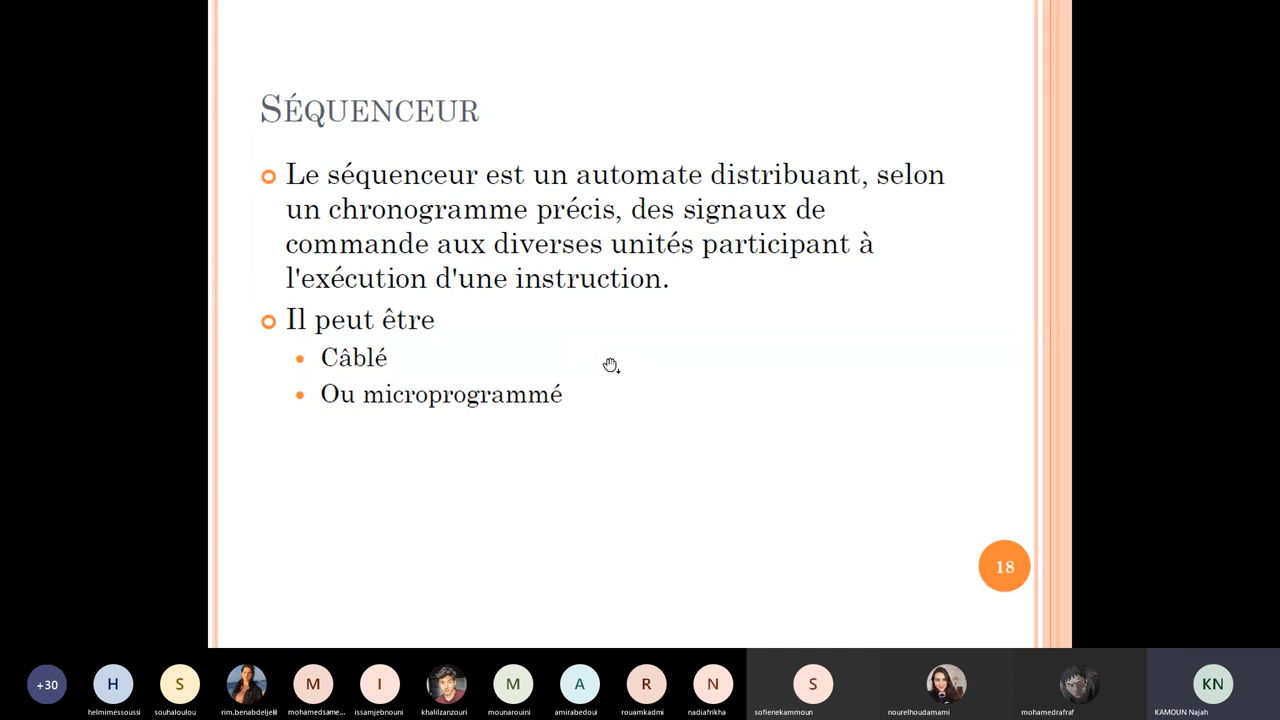 SÉQUENCEUR
Le séquenceur est un automate distribuant, selon
un chronogramme précis, des signaux de
commande aux diverses unités participant à
l'exécution d'une instruction.
Il peut être
Câblé
Ou microprogrammé
18
+30
H
S
M
I
M
A
R
N
S
KN
helmimessoussi
souhaloulou
rim.benabdeljelil
mohamedsame...
issamjebnouni
khalilzanzouri
mounarouini
amirabedoui
rouamkadmi
nadiafrikha
sofienekammoun
nourelhoudamami
mohamedrafraf
KAMOUN Najah